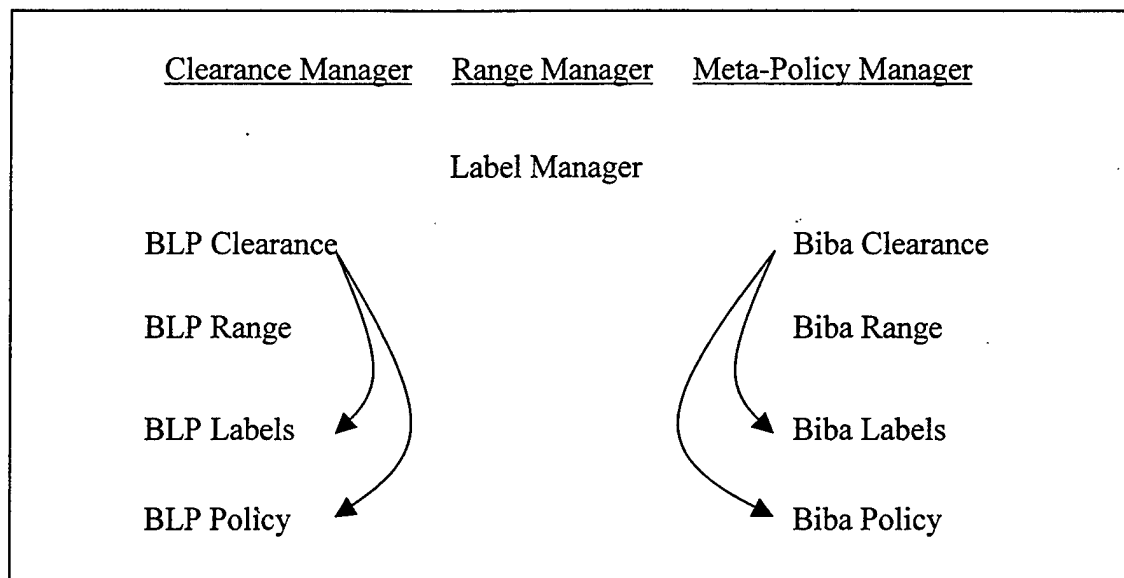 Clearance Manager Range Manager Meta-Policy Manager
Label Manager
BLP Clearance Biba Clearance
BLP Range Biba Range
BLP Labels Biba Labels
BLP Policy Biba Policy